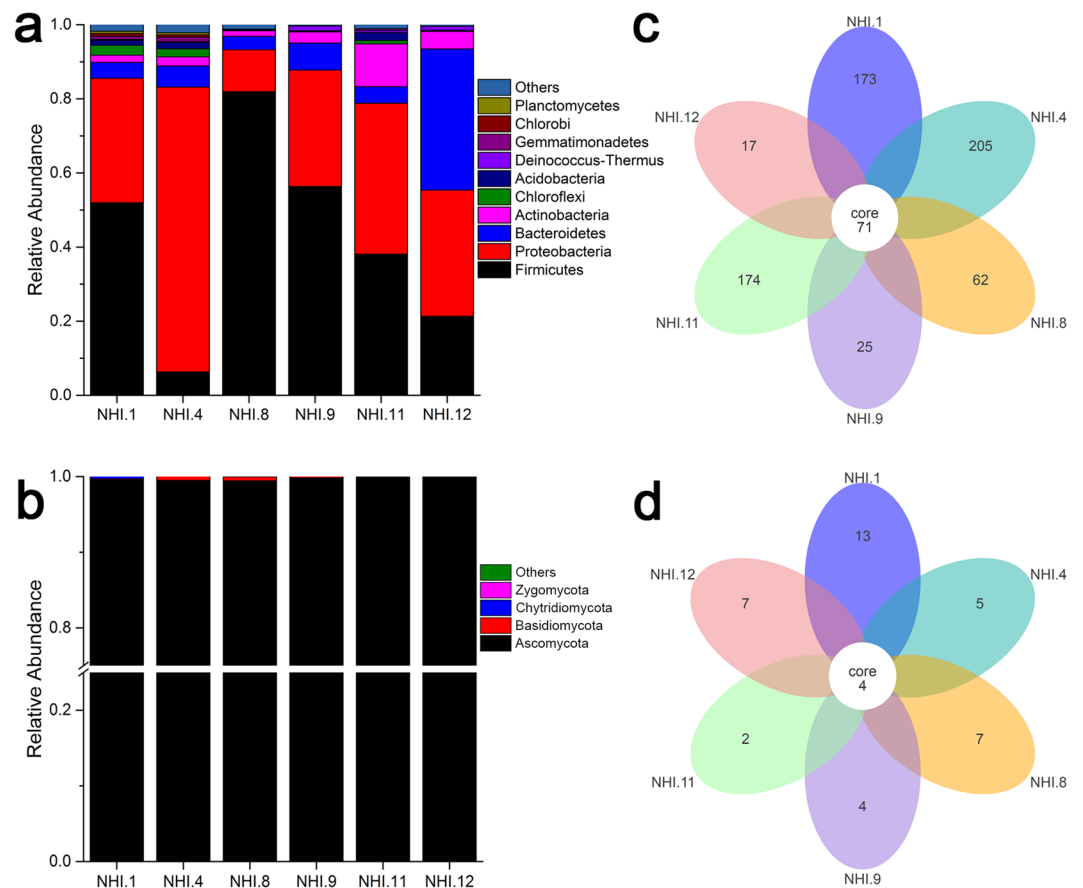 a
Relative Abundance
1.0
0.8
0.6
0.4
0.2
0.0
NHI.1 NHI.4 NHI.8 NHI.9 NHI.11 NHI.12
Others
Planctomycetes
Chlorobi
Gemmatimonadetes
Deinococcus-Thermus
Acidobacteria
Chloroflexi
Actinobacteria
Bacteroidetes
Proteobacteria
Firmicutes
c
NHI.1
173
NHI.4
205
NHI.8
62
NHI.9
25
NHI.11
174
NHI.12
17
core
71
b
Relative Abundance
1.0
0.8
0.2
0.0
NHI.1 NHI.4 NHI.8 NHI.9 NHI.11 NHI.12
Others
Zygomycota
Chytridiomycota
Basidiomycota
Ascomycota
d
NHI.1
13
NHI.4
5
NHI.8
7
NHI.9
4
NHI.11
2
NHI.12
7
core
4